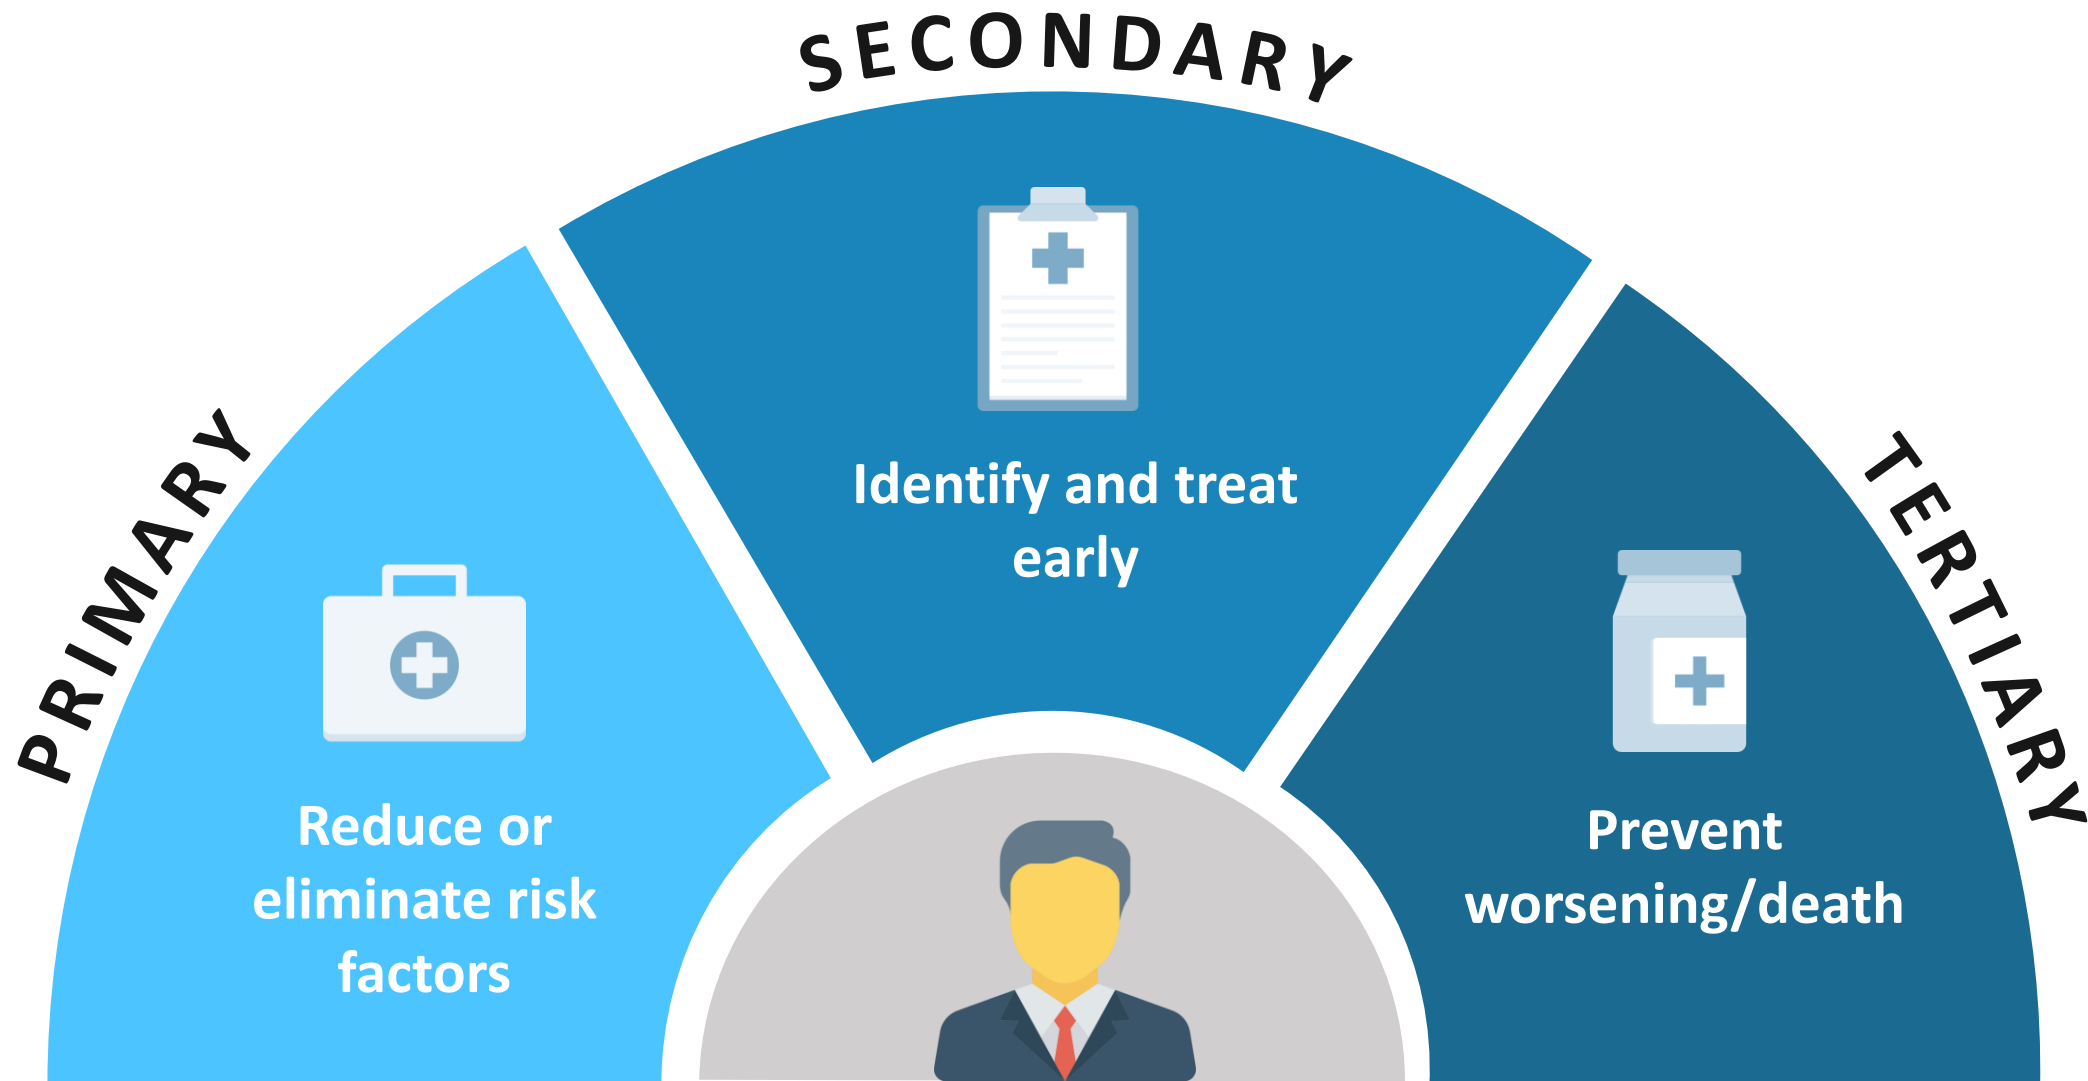 PRIMARY
Reduce or
eliminate risk
factors
SECONDARY
Identify and treat
early
TERTIARY
Prevent
worsening/death